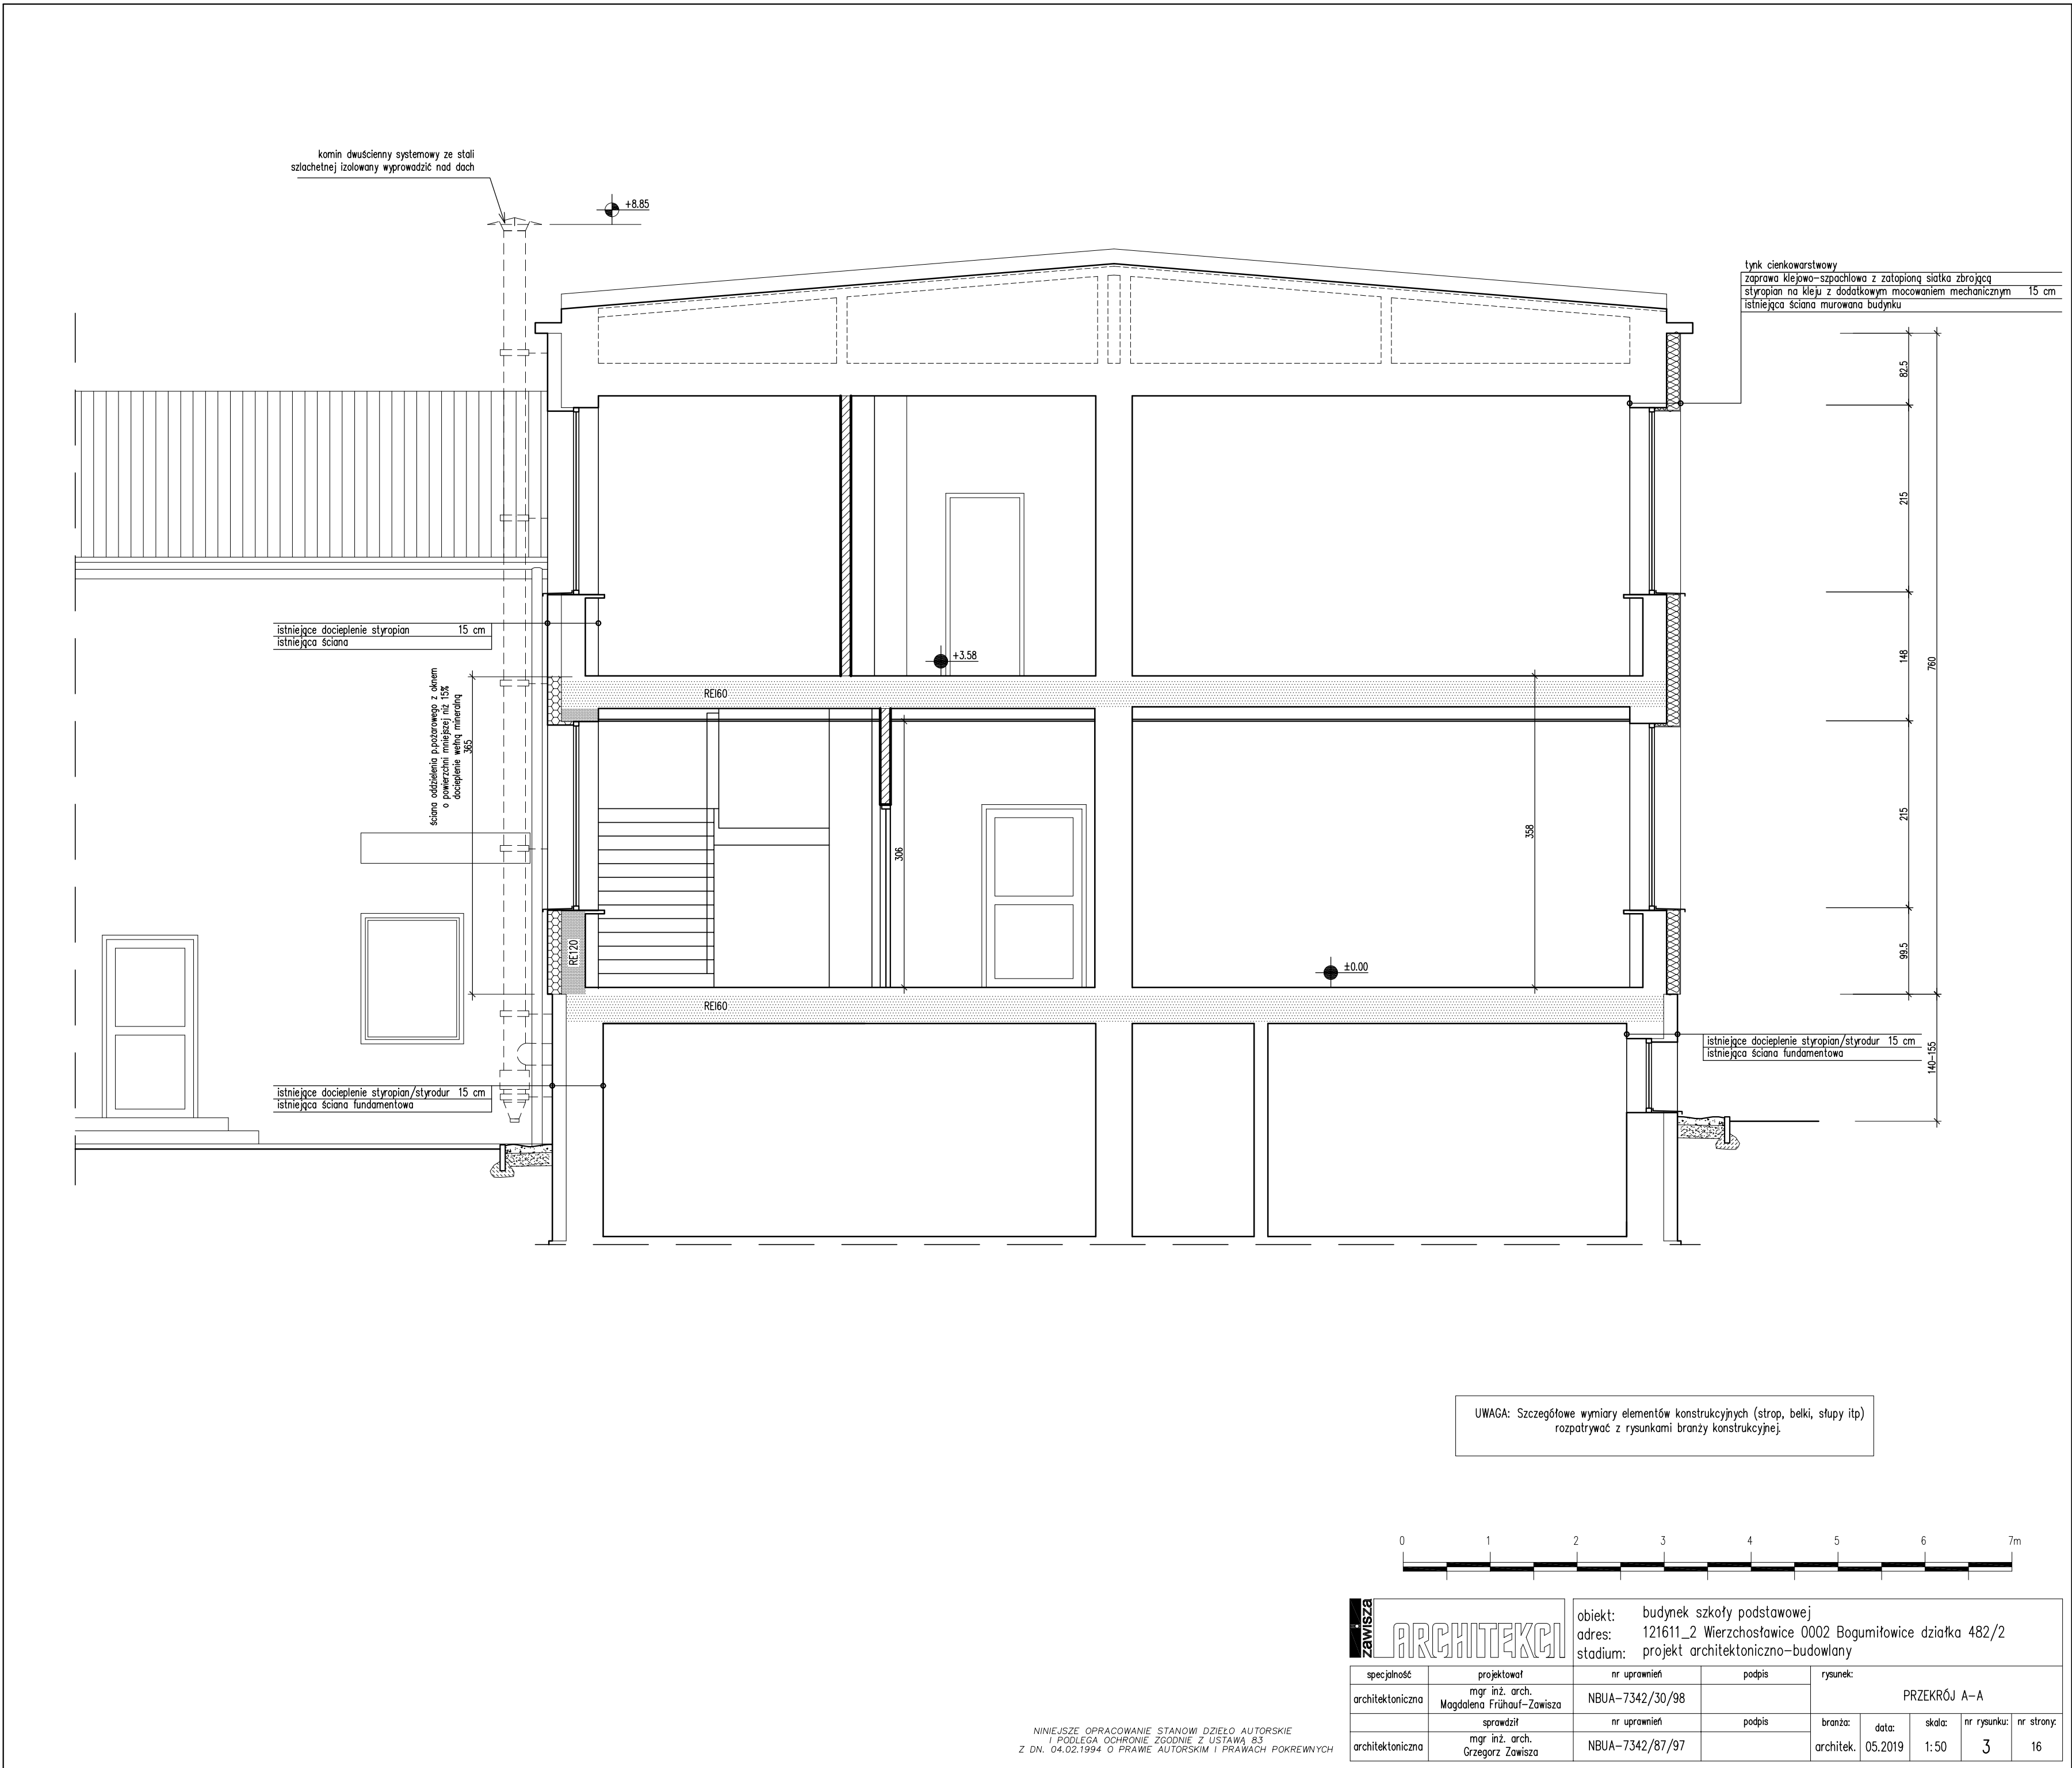 komin dwuścienny systemowy ze stali
szlachetnej izolowany wyprowadzić nad dach
+8.85
tynk cienkowarstwowy
zaprawa klejowo-szpachlowa z zatopioną siatka zbrojącą
styropian na kleju z dodatkowym mocowaniem mechanicznym 15 cm
istniejąca ściana murowana budynku
82.5
215
148
760
215
99.5
140-155
istniejące docieplenie styropian 15 cm
istniejąca ściana
+3.58
REI60
ściana oddzielenia p.pożarowego z oknem
o powierzchni mniejszej niż 15%
docieplenie wełną mineralną
365
306
358
REI20
±0.00
REI60
istniejące docieplenie styropian/styrodur 15 cm
istniejąca ściana fundamentowa
istniejące docieplenie styropian/styrodur 15 cm
istniejąca ściana fundamentowa
UWAGA: Szczegółowe wymiary elementów konstrukcyjnych (strop, belki, słupy itp)
rozpatrywać z rysunkami branży konstrukcyjnej.
0 1 2 3 4 5 6 7m
zawisza
ARCHITEKCI
obiekt: budynek szkoły podstawowej
adres: 121611_2 Wierzchosławice 0002 Bogumiłowice działka 482/2
stadium: projekt architektoniczno-budowlany
specjalność projektował nr uprawnień podpis rysunek:
architektoniczna mgr inż. arch. Magdalena Frühauf-Zawisza NBUA-7342/30/98 PRZEKRÓJ A-A
sprawdził nr uprawnień podpis branża: data: skala: nr rysunku: nr strony:
architektoniczna mgr inż. arch. Grzegorz Zawisza NBUA-7342/87/97 architek. 05.2019 1:50 3 16
NINIEJSZE OPRACOWANIE STANOWI DZIEŁO AUTORSKIE
I PODLEGA OCHRONIE ZGODNIE Z USTAWĄ 83
Z DN. 04.02.1994 O PRAWIE AUTORSKIM I PRAWACH POKREWNYCH